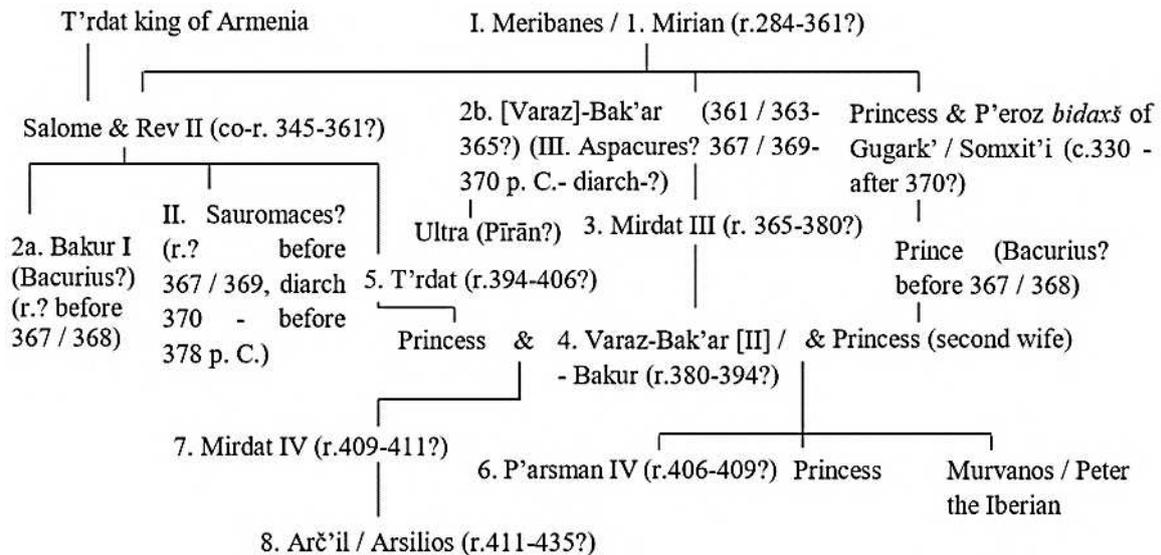 T'rdat king of Armenia
I. Meribanes / 1. Mirian (r.284-361?)
Salome & Rev II (co-r. 345-361?)
2b. [Varaz]-Bak'ar (361 / 363-
365?) (III. Aspacures? 367 / 369-
370 p. C.- diarch-?)
Princess & P'eroz bidaxš of
Gugark' / Somxit'i (c.330 -
after 370?)
2a. Bakur I
(Bacurius?)
(r.? before
367 / 368)
II. Sauromaces?
(r.? before
367 / 369, diarch
370 - before
378 p. C.)
Ultra (Pīrān?)
3. Mirdat III (r. 365-380?)
Prince (Bacurius?
before 367 / 368)
5. T'rdat (r.394-406?)
Princess & 4. Varaz-Bak'ar [II] / & Princess (second wife)
- Bakur (r.380-394?)
7. Mirdat IV (r.409-411?)
6. P'arsman IV (r.406-409?)
Princess
Murvanos / Peter
the Iberian
8. Arč'il / Arsilios (r.411-435?)